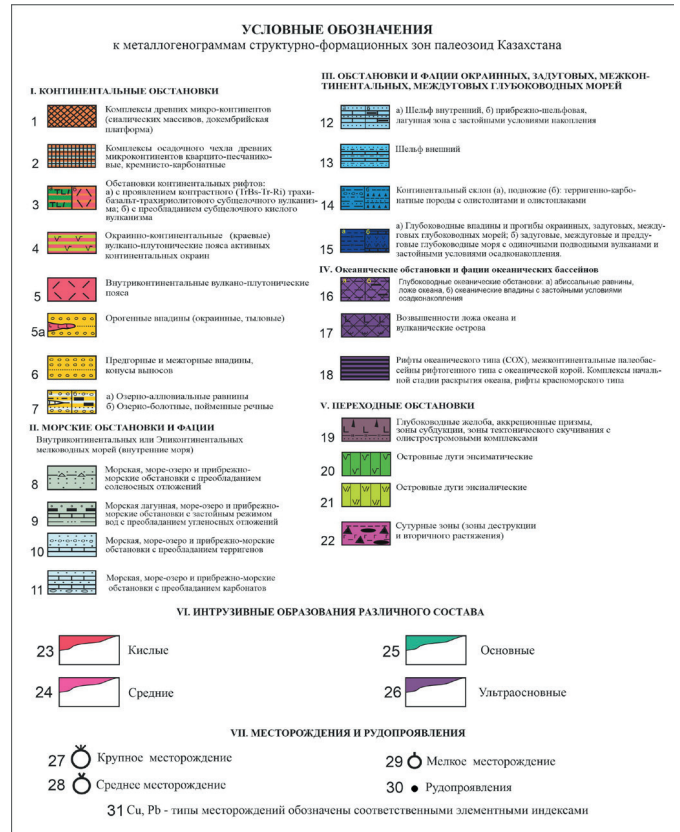 УСЛОВНЫЕ ОБОЗНАЧЕНИЯ
к металлогенограммам структурно-формационных зон палеозоид Казахстана
I. КОНТИНЕНТАЛЬНЫЕ ОБСТАНОВКИ
1 Комплексы древних микро-континентов
(сиалических массивов, докембрийская
платформа)
2 Комплексы осадочного чехла древних
микроконтинентов кварцито-песчанико-
вые, кремнисто-карбонатные
3 Обстановки континентальных рифтов:
а) с проявлением контрастного (TrBs-Tr-Ri) трахи-
базальт-трахириолитового субщелочного вулканиз-
ма; б) с преобладанием субщелочного кислого
вулканизма
4 Окраинно-континентальные (краевые)
вулкано-плутонические пояса активных
континентальных окраин
5 Внутриконтинентальные вулкано-плутонические
пояса
5а Орогенные впадины (окраинные, тыловые)
6 Предгорные и межгорные впадины,
конусы выносов
7 а) Озерно-аллювиальные равнины
б) Озерно-болотные, пойменные речные
II. МОРСКИЕ ОБСТАНОВКИ И ФАЦИИ
Внутриконтинентальных или Эпиконтинентальных
мелководных морей (внутренние моря)
8 Морская, море-озеро и прибрежно-
морские обстановки с преобладанием
соленосных отложений
9 Морская лагунная, море-озеро и прибрежно-
морские обстановки с застойным режимом
вод с преобладанием угленосных отложений
10 Морская, море-озеро и прибрежно-морские
обстановки с преобладанием терригенов
11 Морская, море-озеро и прибрежно-морские
обстановки с преобладанием карбонатов
III. ОБСТАНОВКИ И ФАЦИИ ОКРАИННЫХ, ЗАДУГОВЫХ, МЕЖКОН-
ТИНЕНТАЛЬНЫХ, МЕЖДУГОВЫХ ГЛУБОКОВОДНЫХ МОРЕЙ
12 а) Шельф внутренний, б) прибрежно-шельфовая,
лагунная зона с застойными условиями накопления
13 Шельф внешний
14 Континентальный склон (а), подножие (б): терригенно-карбо-
натные породы с олистолитами и олистоплаками
15 а) Глубоководные впадины и прогибы окраинных, задуговых, между-
говых глубоководных морей; б) задуговые, междуговые и преддуго-
говые глубоководные моря с одиночными подводными вулканами и
застойными условиями осадконакопления.
IV. Океанические обстановки и фации океанических бассейнов
16 Глубоководные океанические обстановки: а) абиссальные равнины,
ложе океана, б) океанические впадины с застойными условиями
осадконакопления
17 Возвышенности ложа океана и
вулканические острова
18 Рифты океанического типа (СОХ), межконтинентальные палеобас-
сейны рифтогенного типа с океанической корой. Комплексы началь-
ной стадии раскрытия океана, рифты красноморского типа
V. ПЕРЕХОДНЫЕ ОБСТАНОВКИ
19 Глубоководные желоба, аккреционные призмы,
зоны субдукции, зоны тектонического скучивания с
олистостромовыми комплексами
20 Островные дуги энсиматические
21 Островные дуги энсиалические
22 Сутурные зоны (зоны деструкции
и вторичного растяжения)
VI. ИНТРУЗИВНЫЕ ОБРАЗОВАНИЯ РАЗЛИЧНОГО СОСТАВА
23 Кислые
24 Средние
25 Основные
26 Ультраосновные
VII. МЕСТОРОЖДЕНИЯ И РУДОПРОЯВЛЕНИЯ
27 Крупное месторождение
28 Среднее месторождение
29 Мелкое месторождение
30 Рудопроявления
31 Cu, Pb - типы месторождений обозначены соответственными элементными индексами